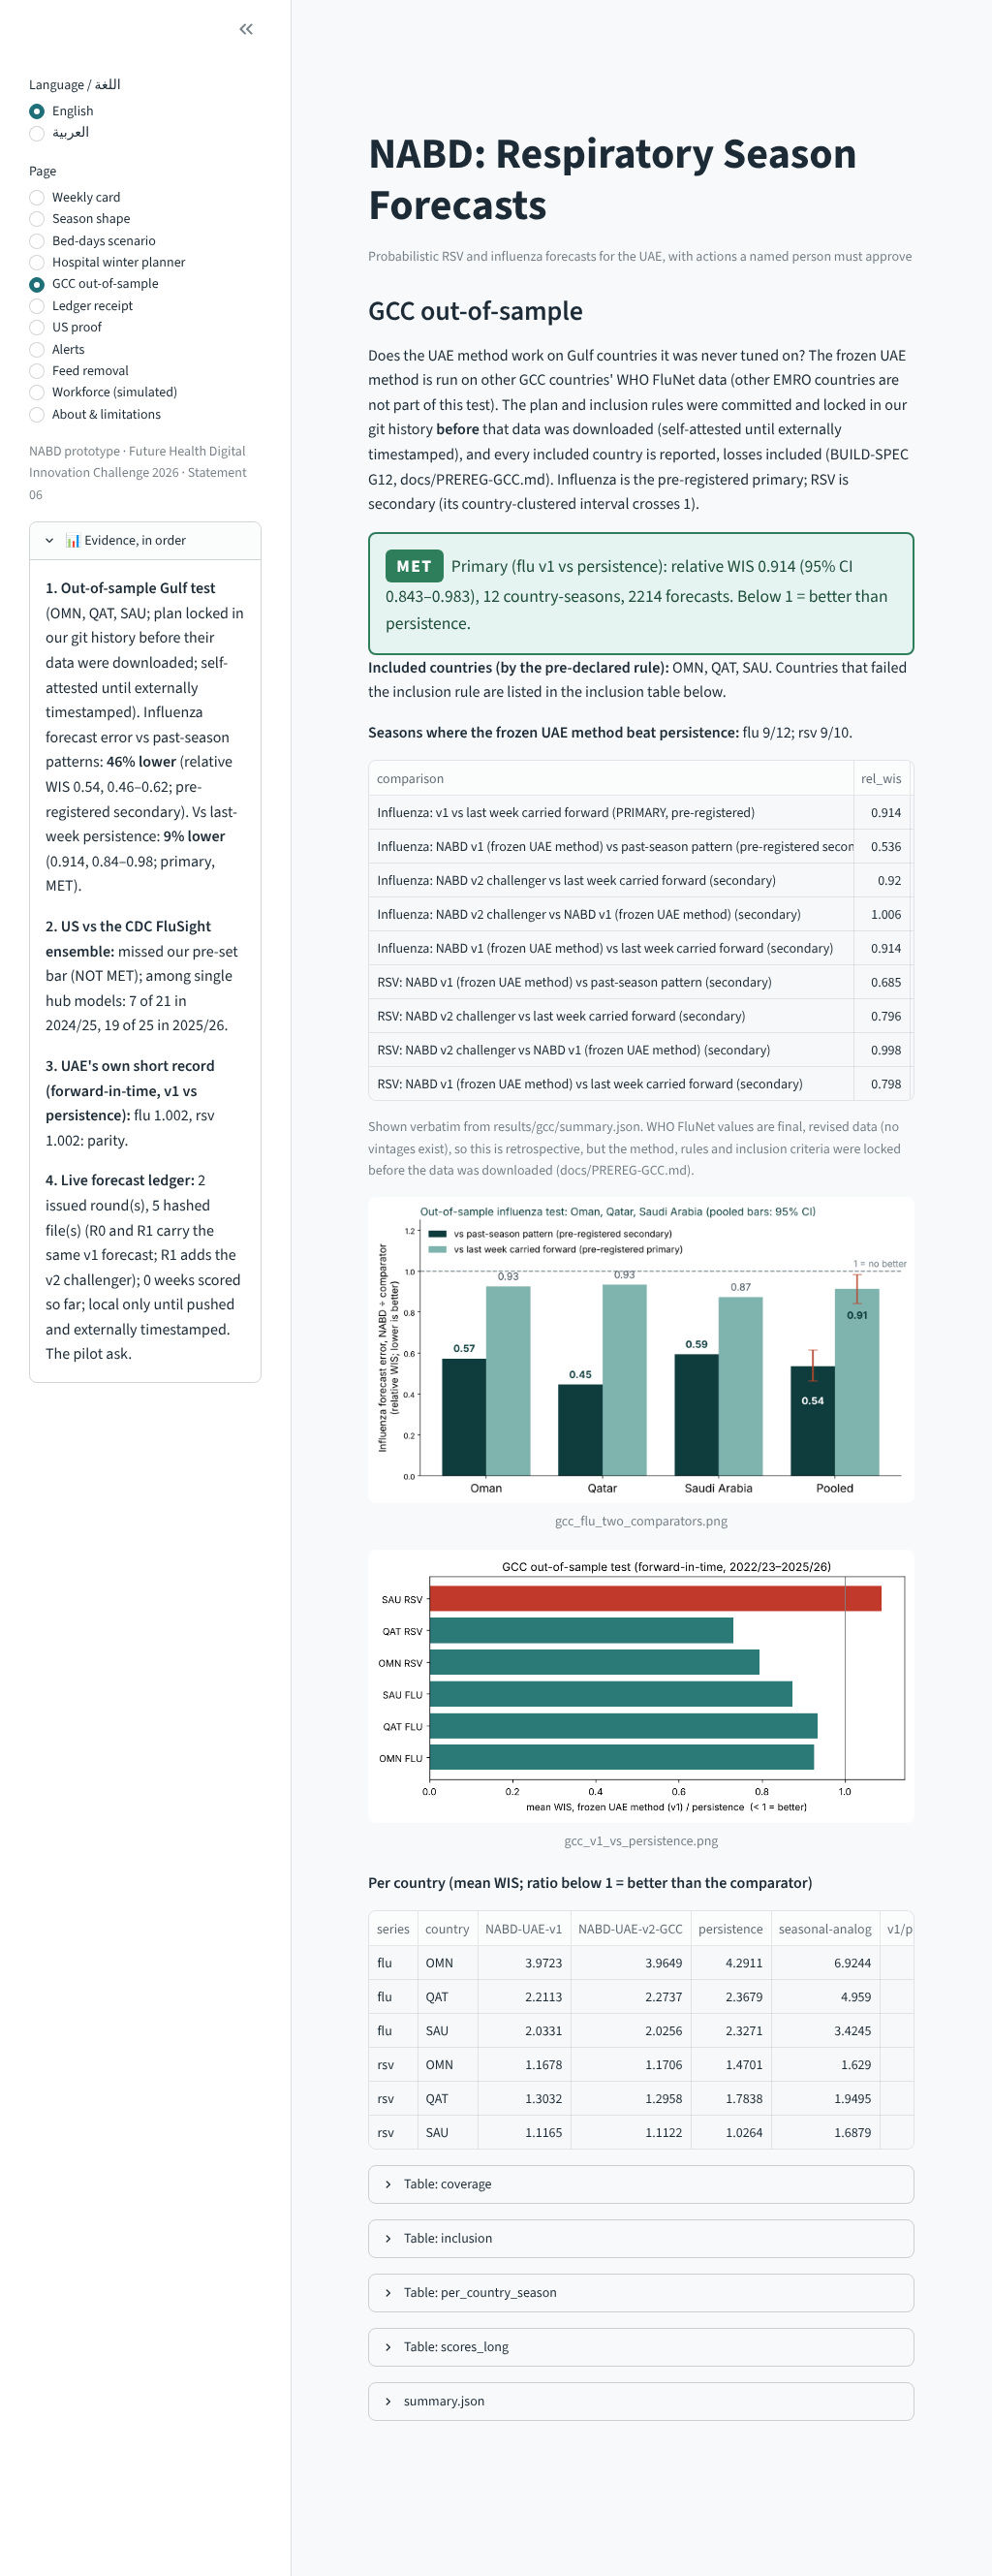 Language / اللغة
English
العربية
Page
Weekly card
Season shape
Bed-days scenario
Hospital winter planner
GCC out-of-sample
Ledger receipt
US proof
Alerts
Feed removal
Workforce (simulated)
About & limitations
NABD prototype · Future Health Digital
Innovation Challenge 2026 · Statement
06
📊 Evidence, in order
1. Out-of-sample Gulf test
(OMN, QAT, SAU; plan locked in
our git history before their
data were downloaded; self-
attested until externally
timestamped). Influenza
forecast error vs past-season
patterns: 46% lower (relative
WIS 0.54, 0.46–0.62; pre-
registered secondary). Vs last-
week persistence: 9% lower
(0.914, 0.84–0.98; primary,
MET).
2. US vs the CDC FluSight
ensemble: missed our pre-set
bar (NOT MET); among single
hub models: 7 of 21 in
2024/25, 19 of 25 in 2025/26.
3. UAE's own short record
(forward-in-time, v1 vs
persistence): flu 1.002, rsv
1.002: parity.
4. Live forecast ledger: 2
issued round(s), 5 hashed
file(s) (R0 and R1 carry the
same v1 forecast; R1 adds the
v2 challenger); 0 weeks scored
so far; local only until pushed
and externally timestamped.
The pilot ask.
NABD: Respiratory Season
Forecasts
Probabilistic RSV and influenza forecasts for the UAE, with actions a named person must approve
GCC out-of-sample
Does the UAE method work on Gulf countries it was never tuned on? The frozen UAE
method is run on other GCC countries' WHO FluNet data (other EMRO countries are
not part of this test). The plan and inclusion rules were committed and locked in our
git history before that data was downloaded (self-attested until externally
timestamped), and every included country is reported, losses included (BUILD-SPEC
G12, docs/PREREG-GCC.md). Influenza is the pre-registered primary; RSV is
secondary (its country-clustered interval crosses 1).
MET Primary (flu v1 vs persistence): relative WIS 0.914 (95% CI
0.843–0.983), 12 country-seasons, 2214 forecasts. Below 1 = better than
persistence.
Included countries (by the pre-declared rule): OMN, QAT, SAU. Countries that failed
the inclusion rule are listed in the inclusion table below.
Seasons where the frozen UAE method beat persistence: flu 9/12; rsv 9/10.
comparison rel_wis
Influenza: v1 vs last week carried forward (PRIMARY, pre-registered) 0.914
Influenza: NABD v1 (frozen UAE method) vs past-season pattern (pre-registered secon 0.536
Influenza: NABD v2 challenger vs last week carried forward (secondary) 0.92
Influenza: NABD v2 challenger vs NABD v1 (frozen UAE method) (secondary) 1.006
Influenza: NABD v1 (frozen UAE method) vs last week carried forward (secondary) 0.914
RSV: NABD v1 (frozen UAE method) vs past-season pattern (secondary) 0.685
RSV: NABD v2 challenger vs last week carried forward (secondary) 0.796
RSV: NABD v2 challenger vs NABD v1 (frozen UAE method) (secondary) 0.998
RSV: NABD v1 (frozen UAE method) vs last week carried forward (secondary) 0.798
Shown verbatim from results/gcc/summary.json. WHO FluNet values are final, revised data (no
vintages exist), so this is retrospective, but the method, rules and inclusion criteria were locked
before the data was downloaded (docs/PREREG-GCC.md).
Out-of-sample influenza test: Oman, Qatar, Saudi Arabia (pooled bars: 95% CI)
vs past-season pattern (pre-registered secondary)
vs last week carried forward (pre-registered primary)
1 = no better
Influenza forecast error, NABD ÷ comparator
(relative WIS; lower is better)
1.2
1.0
0.8
0.6
0.4
0.2
0.0
0.57 0.93
0.45 0.93
0.59 0.87
0.54 0.91
Oman Qatar Saudi Arabia Pooled
gcc_flu_two_comparators.png
GCC out-of-sample test (forward-in-time, 2022/23–2025/26)
SAU RSV
QAT RSV
OMN RSV
SAU FLU
QAT FLU
OMN FLU
0.0 0.2 0.4 0.6 0.8 1.0
mean WIS, frozen UAE method (v1) / persistence (< 1 = better)
gcc_v1_vs_persistence.png
Per country (mean WIS; ratio below 1 = better than the comparator)
series country NABD-UAE-v1 NABD-UAE-v2-GCC persistence seasonal-analog v1/p
flu OMN 3.9723 3.9649 4.2911 6.9244
flu QAT 2.2113 2.2737 2.3679 4.959
flu SAU 2.0331 2.0256 2.3271 3.4245
rsv OMN 1.1678 1.1706 1.4701 1.629
rsv QAT 1.3032 1.2958 1.7838 1.9495
rsv SAU 1.1165 1.1122 1.0264 1.6879
Table: coverage
Table: inclusion
Table: per_country_season
Table: scores_long
summary.json